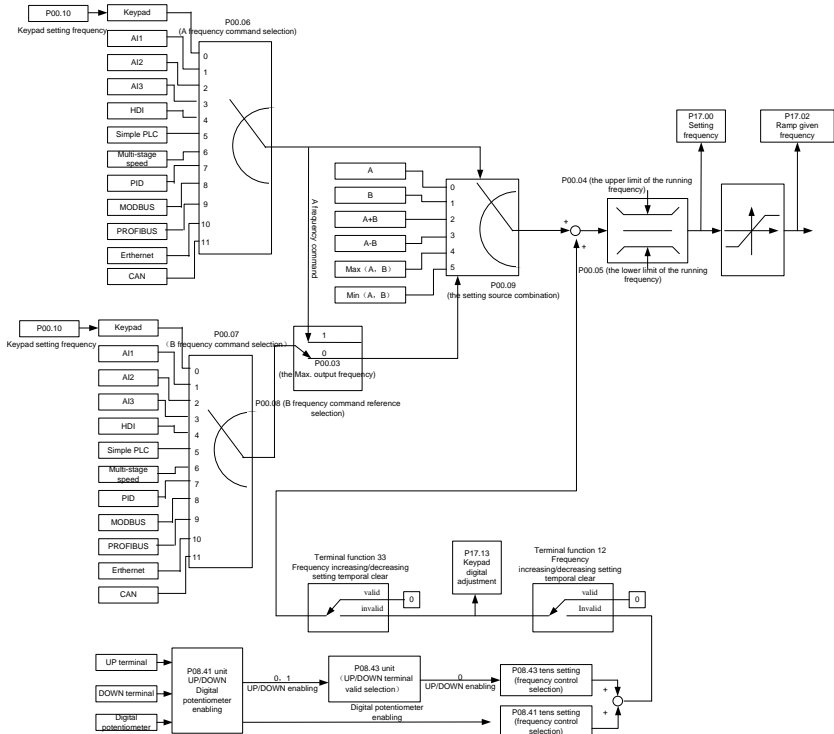 P00.10
Keypad setting frequency
Keypad
AI1
AI2
AI3
HDI
Simple PLC
Multi-stage
speed
PID
MODBUS
PROFIBUS
Erthernet
CAN
P00.06
(A frequency command selection)
0
1
2
3
4
5
6
7
8
9
10
11
A frequency command
A
B
A+B
A-B
Max（A，B）
Min（A，B）
0
1
2
3
4
5
P00.09
(the setting source combination)
+
+
P00.04 (the upper limit of the running
frequency)
P00.05 (the lower limit of the running
frequency)
P17.00
Setting
frequency
P17.02
Ramp given
frequency
P00.10
Keypad setting frequency
Keypad
AI1
AI2
AI3
HDI
Simple PLC
Multi-stage
speed
PID
MODBUS
PROFIBUS
Erthernet
CAN
P00.07
（B frequency command selection）
0
1
2
3
4
5
6
7
8
9
10
11
1
0
P00.03
(the Max. output frequency)
P00.08 (B frequency command reference
selection)
Terminal function 33
Frequency increasing/decreasing
setting temporal clear
valid
invalid
0
P17.13
Keypad
digital
adjustment
Terminal function 12
Frequency
increasing/decreasing setting
temporal clear
valid
Invalid
0
UP terminal
DOWN terminal
Digital
potentiometer
P08.41 unit
UP/DOWN
Digital
potentiometer
enabling
0，1
UP/DOWN enabling
P08.43 unit
（UP/DOWN terminal
valid selection）
0
UP/DOWN enabling
Digital potentiometer
enabling
P08.43 tens setting
(frequency control
selection)
P08.41 tens setting
(frequency control
selection)
+
+